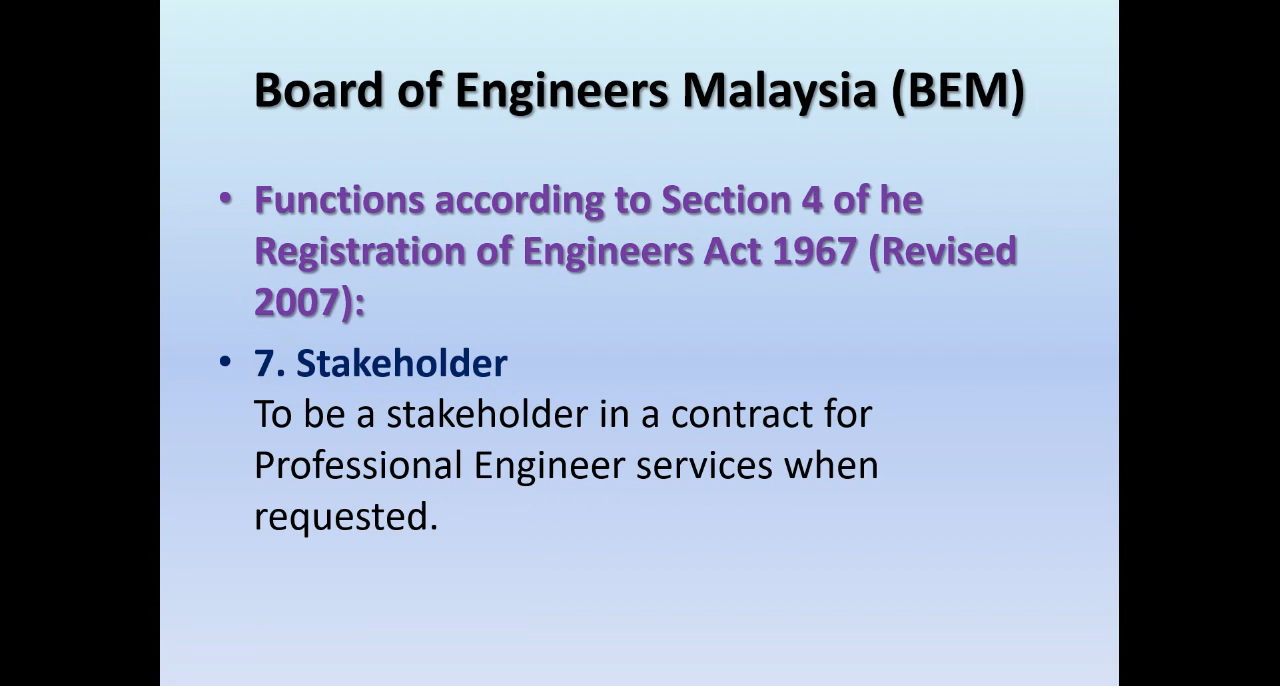 Board of Engineers Malaysia (BEM)
• Functions according to Section 4 of he
Registration of Engineers Act 1967 (Revised
2007):
• 7. Stakeholder
To be a stakeholder in a contract for
Professional Engineer services when
requested.